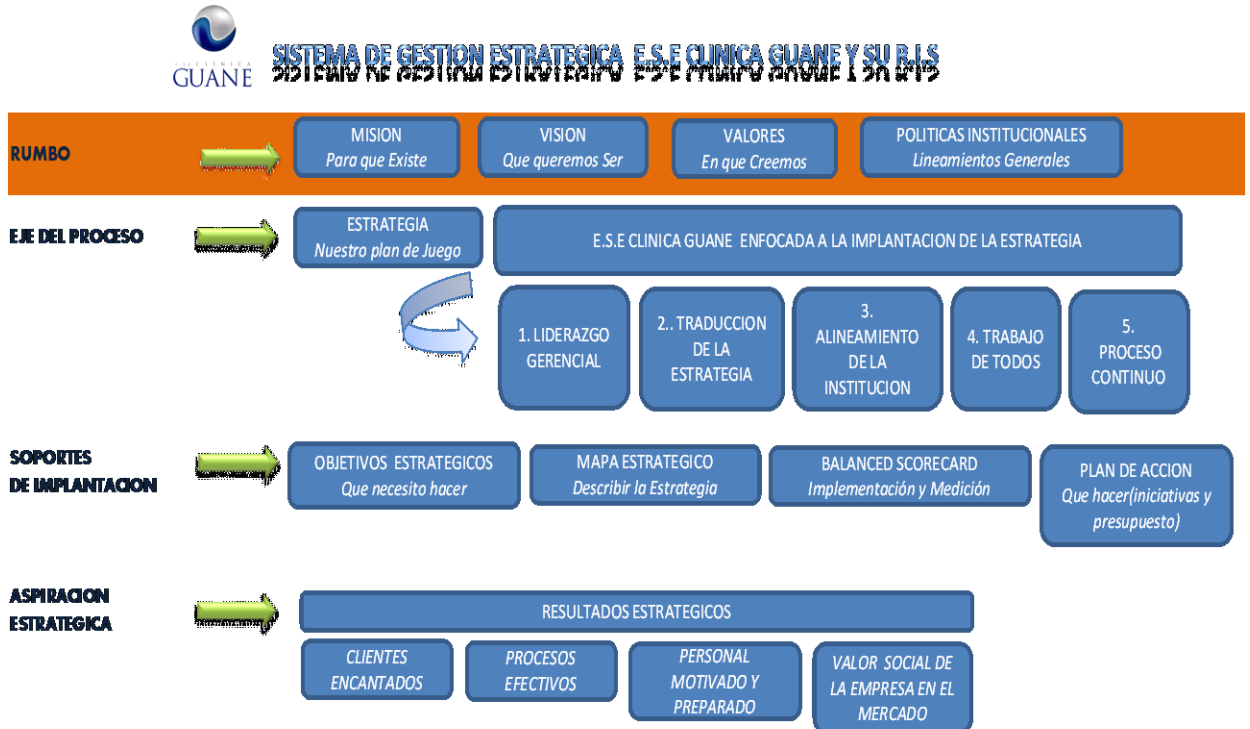 SISTEMA DE GESTION ESTRATEGICA E.S.E CLINICA GUANE Y SU R.I.S
GUANE
RUMBO
MISION
Para que Existe
VISION
Que queremos Ser
VALORES
En que Creemos
POLITICAS INSTITUCIONALES
Lineamientos Generales
EJE DEL PROCESO
ESTRATEGIA
Nuestro plan de Juego
E.S.E CLINICA GUANE ENFOCADA A LA IMPLANTACION DE LA ESTRATEGIA
1. LIDERAZGO
GERENCIAL
2.. TRADUCCION
DE LA
ESTRATEGIA
3.
ALINEAMIENTO
DE LA
INSTITUCION
4. TRABAJO
DE TODOS
5.
PROCESO
CONTINUO
SOPORTES
DE IMPLANTACION
OBJETIVOS ESTRATEGICOS
Que necesito hacer
MAPA ESTRATEGICO
Describir la Estrategia
BALANCED SCORECARD
Implementación y Medición
PLAN DE ACCION
Que hacer(iniciativas y
presupuesto)
ASPIRACION
ESTRATEGICA
RESULTADOS ESTRATEGICOS
CLIENTES
ENCANTADOS
PROCESOS
EFECTIVOS
PERSONAL
MOTIVADO Y
PREPARADO
VALOR SOCIAL DE
LA EMPRESA EN EL
MERCADO